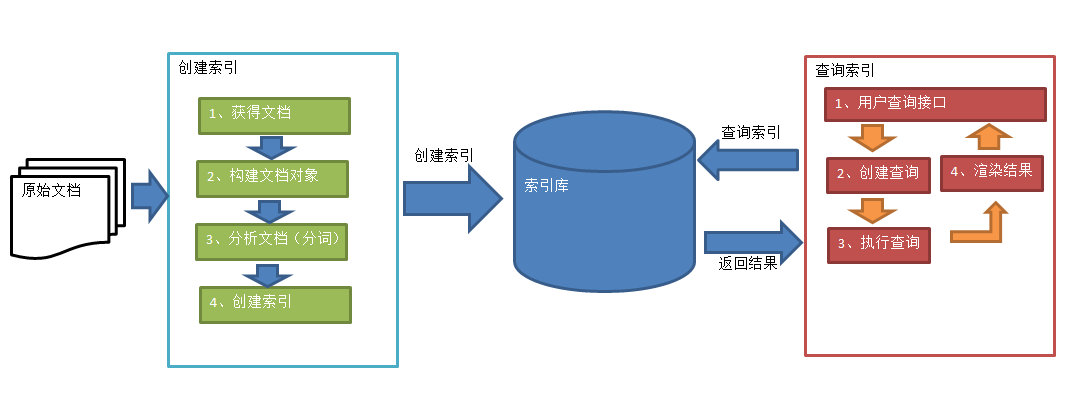 原始文档
创建索引
1、获得文档
2、构建文档对象
3、分析文档（分词）
4、创建索引
创建索引
索引库
查询索引
返回结果
查询索引
1、用户查询接口
2、创建查询
4、渲染结果
3、执行查询